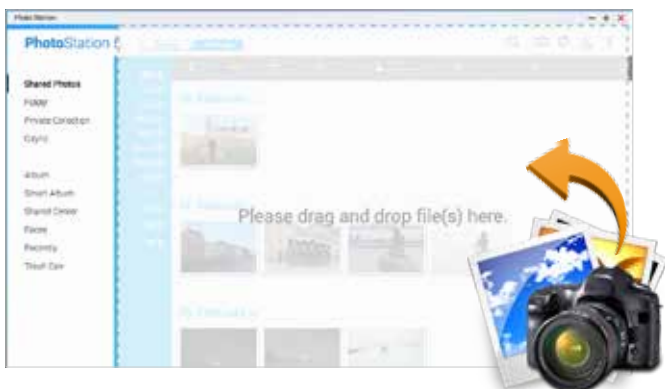 Photo Station
PhotoStation
Shared Photos
Folder
Private Collection
Qsync
Album
Smart Album
Shared Center
Faces
Recently
Trash Can
Please drag and drop file(s) here.